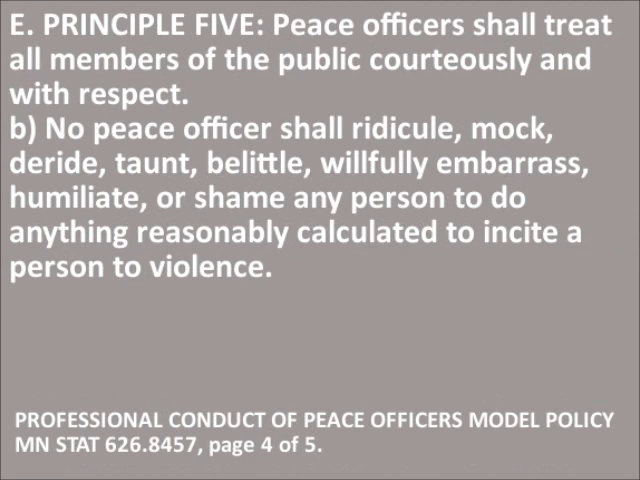 E. PRINCIPLE FIVE: Peace officers shall treat
all members of the public courteously and
with respect.
b) No peace officer shall ridicule, mock,
deride, taunt, belittle, willfully embarrass,
humiliate, or shame any person to do
anything reasonably calculated to incite a
person to violence.
PROFESSIONAL CONDUCT OF PEACE OFFICERS MODEL POLICY
MN STAT 626.8457, page 4 of 5.